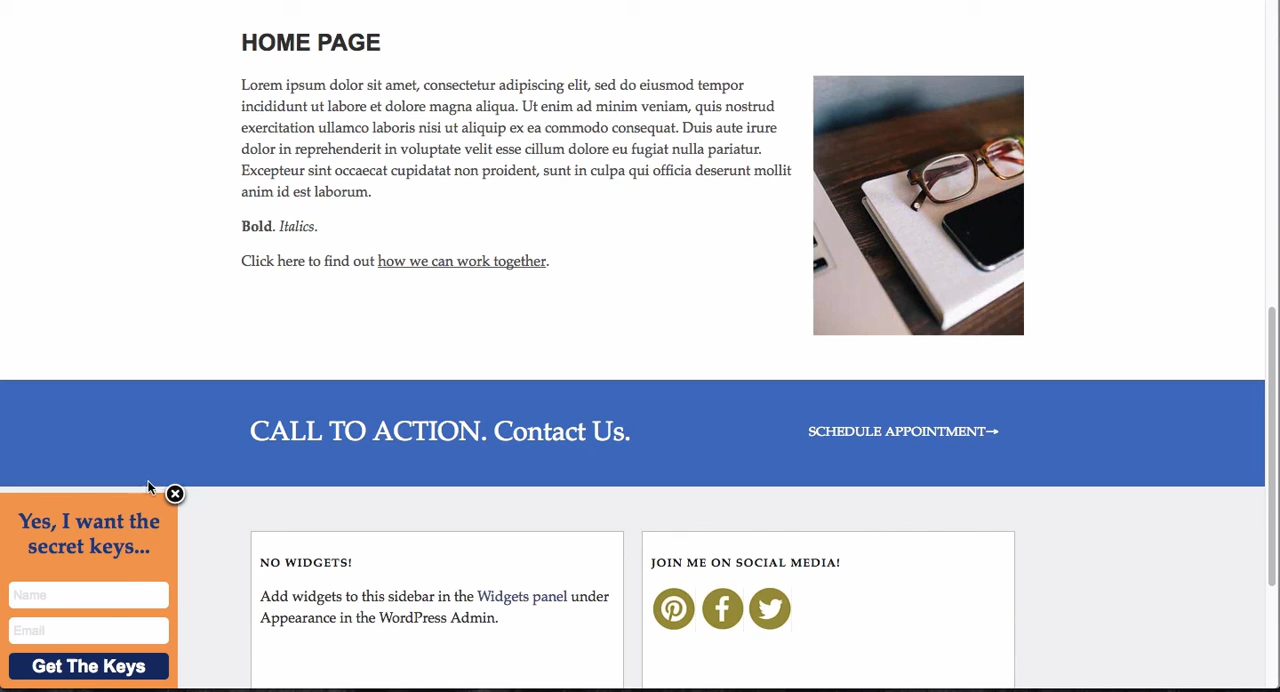 HOME PAGE
Lorem ipsum dolor sit amet, consectetur adipiscing elit, sed do eiusmod tempor
incididunt ut labore et dolore magna aliqua. Ut enim ad minim veniam, quis nostrud
exercitation ullamco laboris nisi ut aliquip ex ea commodo consequat. Duis aute irure
dolor in reprehenderit in voluptate velit esse cillum dolore eu fugiat nulla pariatur.
Excepteur sint occaecat cupidatat non proident, sunt in culpa qui officia deserunt mollit
anim id est laborum.
Bold. Italics.
Click here to find out how we can work together.
CALL TO ACTION. Contact Us.
SCHEDULE APPOINTMENT→
Yes, I want the
secret keys...
Name
Email
Get The Keys
NO WIDGETS!
Add widgets to this sidebar in the Widgets panel under
Appearance in the WordPress Admin.
JOIN ME ON SOCIAL MEDIA!